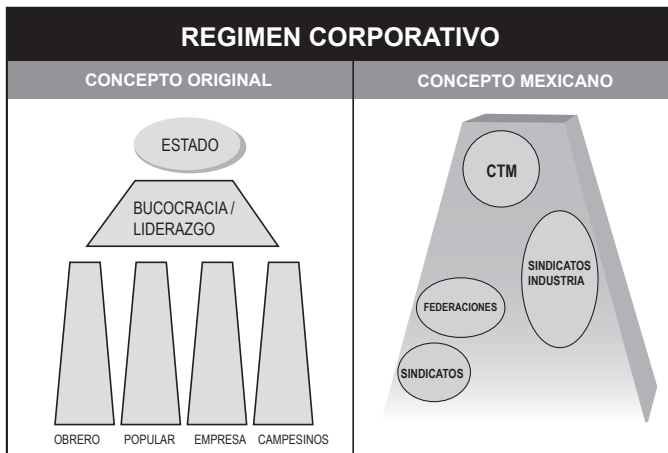 REGIMEN CORPORATIVO
CONCEPTO ORIGINAL
ESTADO
BUCOCRACIA /
LIDERAZGO
OBRERO
POPULAR
EMPRESA
CAMPESINOS
CONCEPTO MEXICANO
CTM
SINDICATOS
INDUSTRIA
FEDERACIONES
SINDICATOS